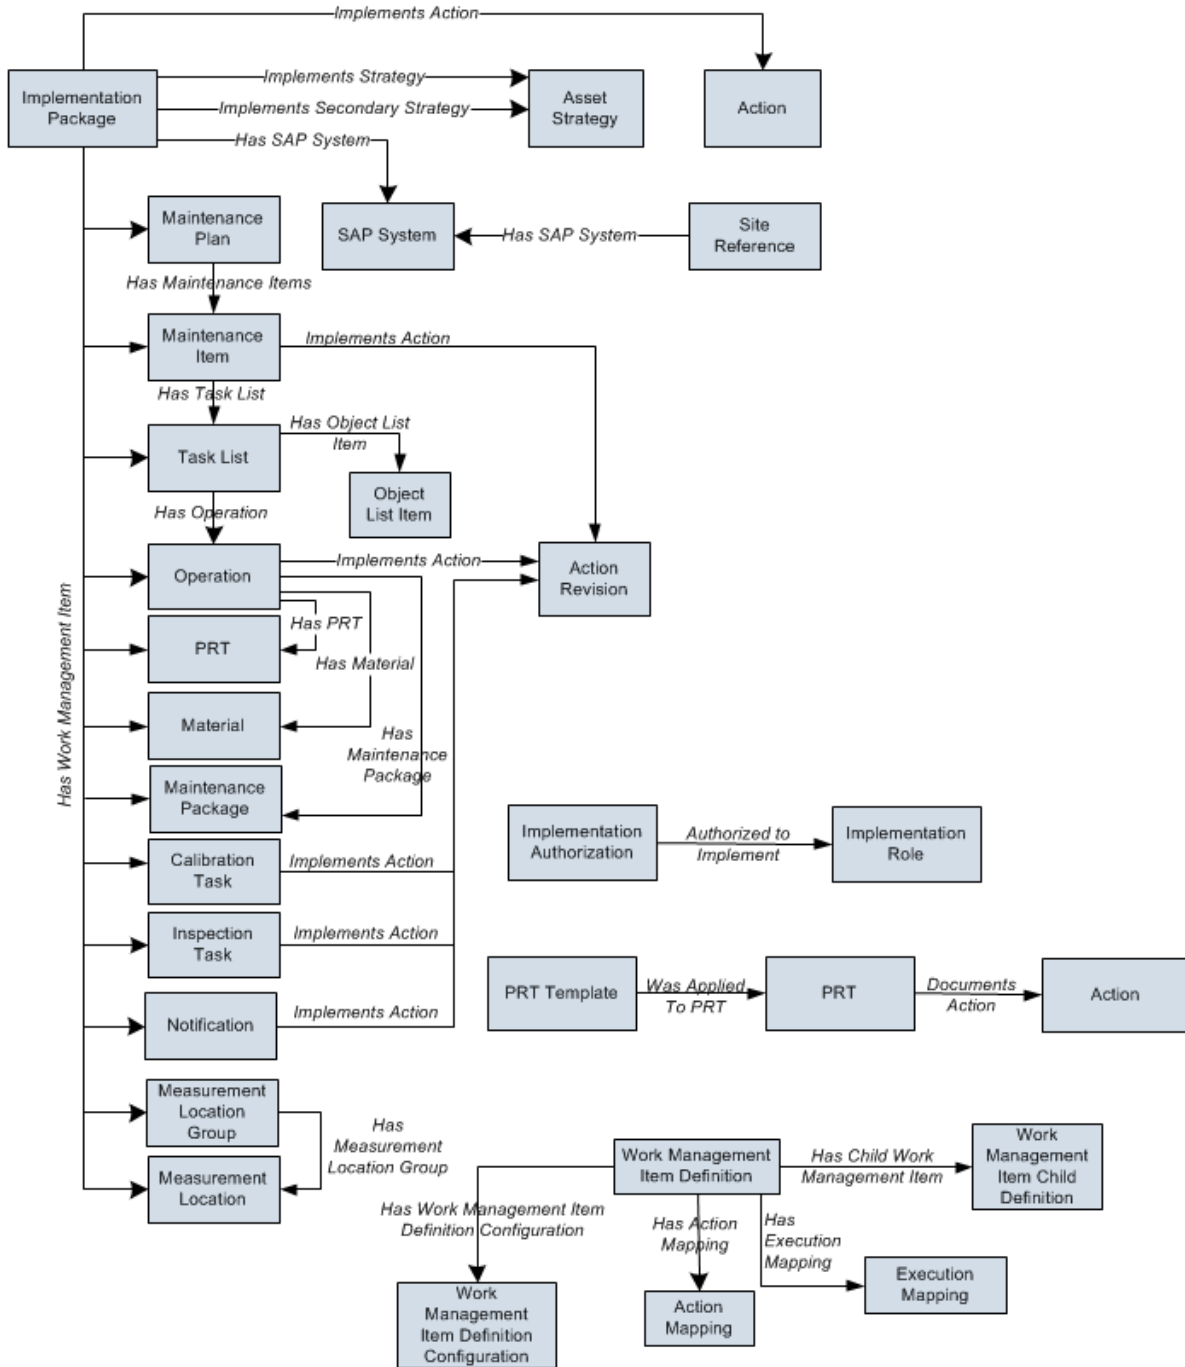 Implements Action
Implementation
Package
Implements Strategy
Implements Secondary Strategy
Has SAP System
Asset
Strategy
Action
Maintenance
Plan
SAP System
Has SAP System
Site
Reference
Has Maintenance Items
Maintenance
Item
Implements Action
Has Task List
Task List
Has Object List
Item
Object
List Item
Has Operation
Operation
Implements Action
Action
Revision
Has PRT
PRT
Has Material
Material
Has
Maintenance
Package
Maintenance
Package
Has Work Management Item
Calibration
Task
Implements Action
Inspection
Task
Implements Action
Notification
Implements Action
Measurement
Location
Group
Has
Measurement
Location Group
Measurement
Location
Implementation
Authorization
Authorized to
Implement
Implementation
Role
PRT Template
Was Applied
To PRT
PRT
Documents
Action
Action
Work Management
Item Definition
Has Child Work
Management Item
Work
Management
Item Child
Definition
Has Work Management Item
Definition Configuration
Has Action
Mapping
Has
Execution
Mapping
Work
Management
Item Definition
Configuration
Action
Mapping
Execution
Mapping